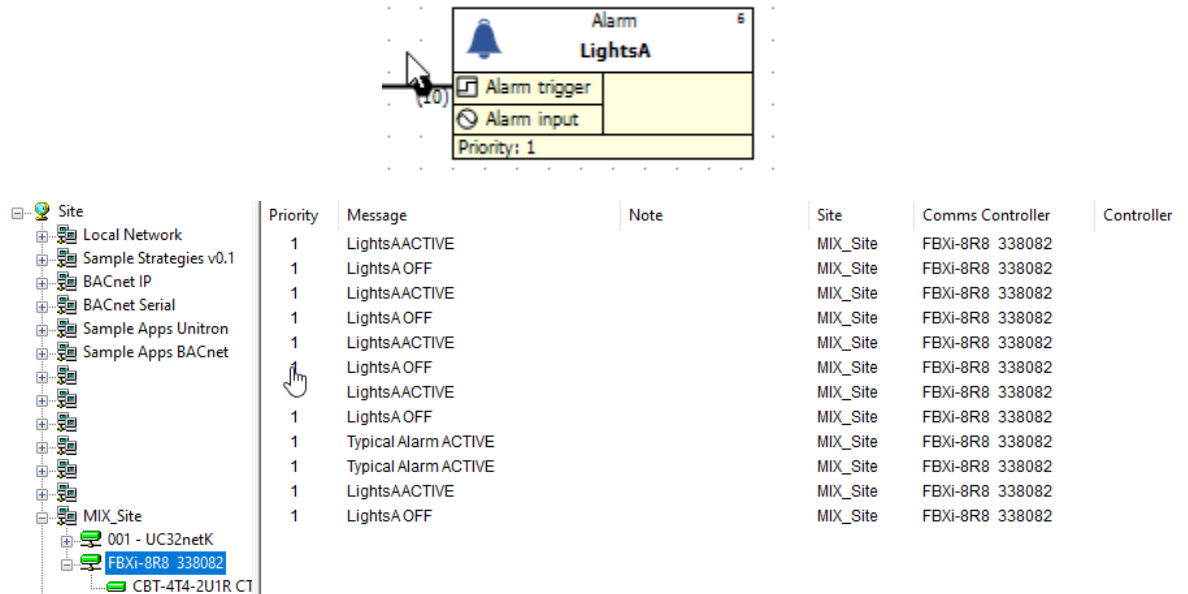 Alarm 6
LightsA
(10) Alarm trigger
Alarm input
Priority: 1
Site
Local Network
Sample Strategies v0.1
BACnet IP
BACnet Serial
Sample Apps Unitron
Sample Apps BACnet
MIX_Site
001 - UC32netK
FBXi-8R8 338082
CBT-4T4-2U1R CT
Priority Message Note Site Comms Controller Controller
1 LightsAACTIVE MIX_Site FBXi-8R8 338082
1 LightsA OFF MIX_Site FBXi-8R8 338082
1 LightsAACTIVE MIX_Site FBXi-8R8 338082
1 LightsA OFF MIX_Site FBXi-8R8 338082
1 LightsAACTIVE MIX_Site FBXi-8R8 338082
LightsA OFF MIX_Site FBXi-8R8 338082
LightsAACTIVE MIX_Site FBXi-8R8 338082
1 LightsA OFF MIX_Site FBXi-8R8 338082
1 Typical Alarm ACTIVE MIX_Site FBXi-8R8 338082
1 Typical Alarm ACTIVE MIX_Site FBXi-8R8 338082
1 LightsAACTIVE MIX_Site FBXi-8R8 338082
1 LightsA OFF MIX_Site FBXi-8R8 338082